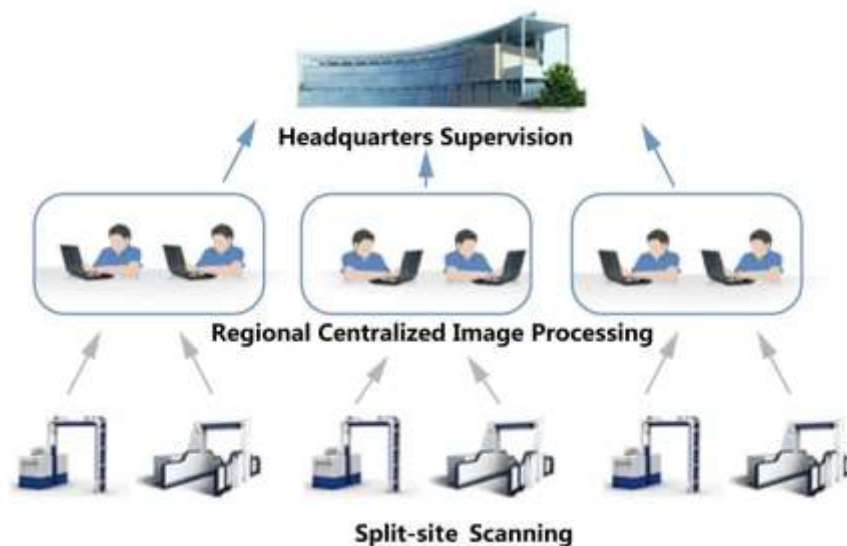 Headquarters Supervision
Regional Centralized Image Processing
Split-site Scanning